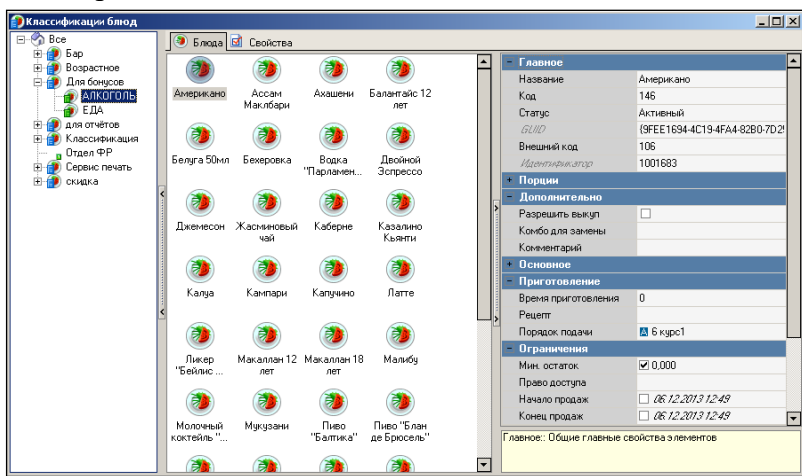 Классификации блюд
Все
Бар
Возрастное
Для бонусов
АЛКОГОЛЬ
ЕДА
для отчётов
Классификация
Отдел ФР
Сервис печать
скидка
Блюда Свойства
Американо Ассам Маклбари Ахашени Балантайс 12 лет
Белуга 50мл Бехеровка Водка "Парламен... Двойной Эспрессо
Джемесон Жасминовый чай Каберне Казалино Кьянти
Калуа Кампари Капучино Латте
Ликер "Бейлис ... Макаллан 12 лет Макаллан 18 лет Малибу
Молочный коктейль "... Мукузани Пиво "Балтика" Пиво "Блан де Брюсель"
Главное
Название Американо
Код 146
Статус Активный
GUID {9FEE1694-4C19-4FA4-82B0-7D2
Внешний код 106
Идентификатор 1001683
Порции
Дополнительно
Разрешить выкуп
Комбо для замены
Комментарий
Основное
Приготовление
Время приготовления 0
Рецепт
Порядок подачи 6 курс1
Ограничения
Мин. остаток 0,000
Право доступа
Начало продаж 06.12.2013 12:49
Конец продаж 06.12.2013 12:49
Главное:: Общие главные свойства элементов